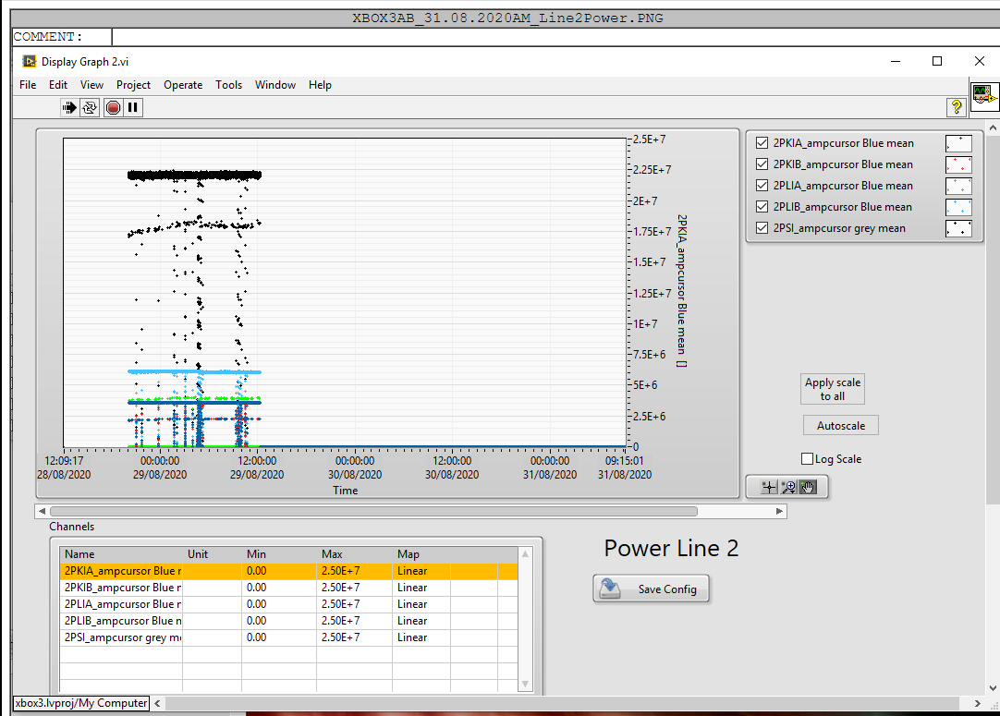 XBOX3AB_31.08.2020AM_Line2Power.PNG
COMMENT:
Display Graph 2.vi
File Edit View Project Operate Tools Window Help
2.5E+7
2.25E+7
2E+7
1.75E+7
1.5E+7
1.25E+7
1E+7
7.5E+6
5E+6
2.5E+6
0
2PKIA_ampcursor Blue mean []
12:09:17 00:00:00 12:00:00 00:00:00 12:00:00 00:00:00 09:15:01
28/08/2020 29/08/2020 29/08/2020 30/08/2020 30/08/2020 31/08/2020 31/08/2020
Time
2PKIA_ampcursor Blue mean
2PKIB_ampcursor Blue mean
2PLIA_ampcursor Blue mean
2PLIB_ampcursor Blue mean
2PSI_ampcursor grey mean
Apply scale
to all
Autoscale
Log Scale
Channels
Name Unit Min Max Map
2PKIA_ampcursor Blue r 0.00 2.50E+7 Linear
2PKIB_ampcursor Blue n 0.00 2.50E+7 Linear
2PLIA_ampcursor Blue n 0.00 2.50E+7 Linear
2PLIB_ampcursor Blue n 0.00 2.50E+7 Linear
2PSI_ampcursor grey me 0.00 2.50E+7 Linear
Power Line 2
Save Config
xbox3.lvproj/My Computer